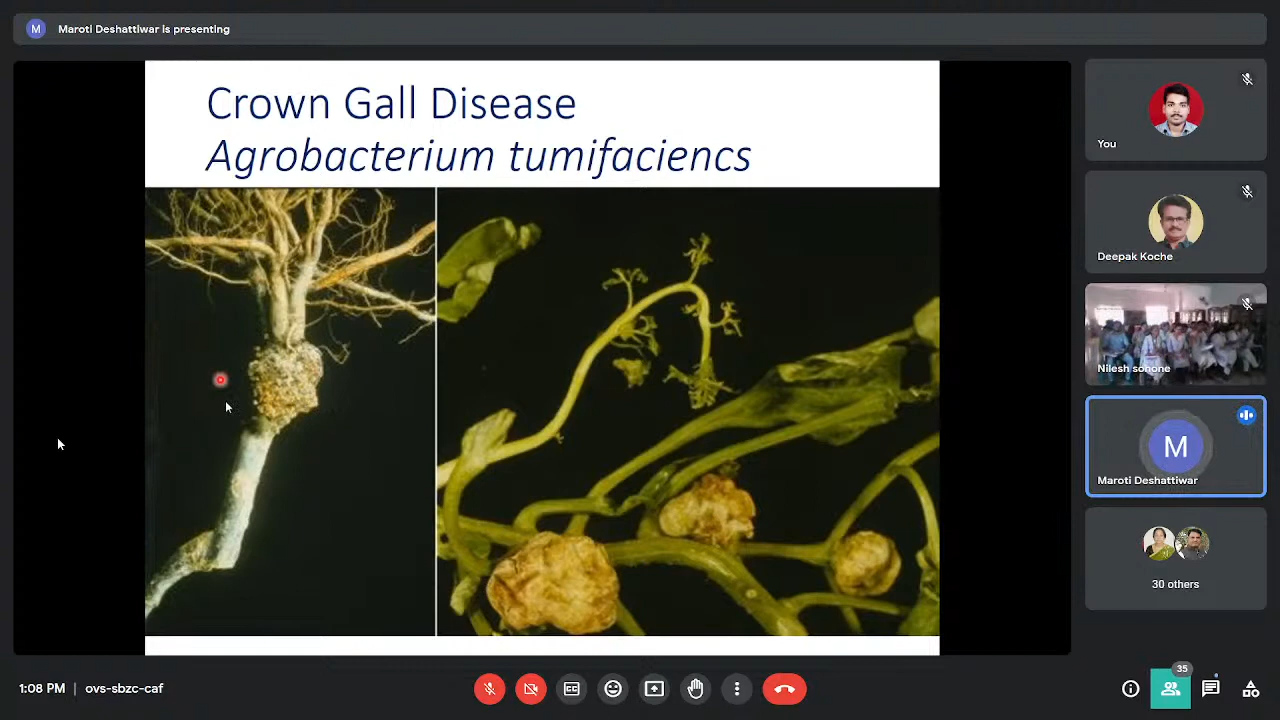 M Maroti Deshattiwar is presenting
Crown Gall Disease
Agrobacterium tumifaciencs
You
Deepak Koche
Nilesh sonone
M
Maroti Deshattiwar
30 others
1:08 PM | ovs-sbzc-caf
35